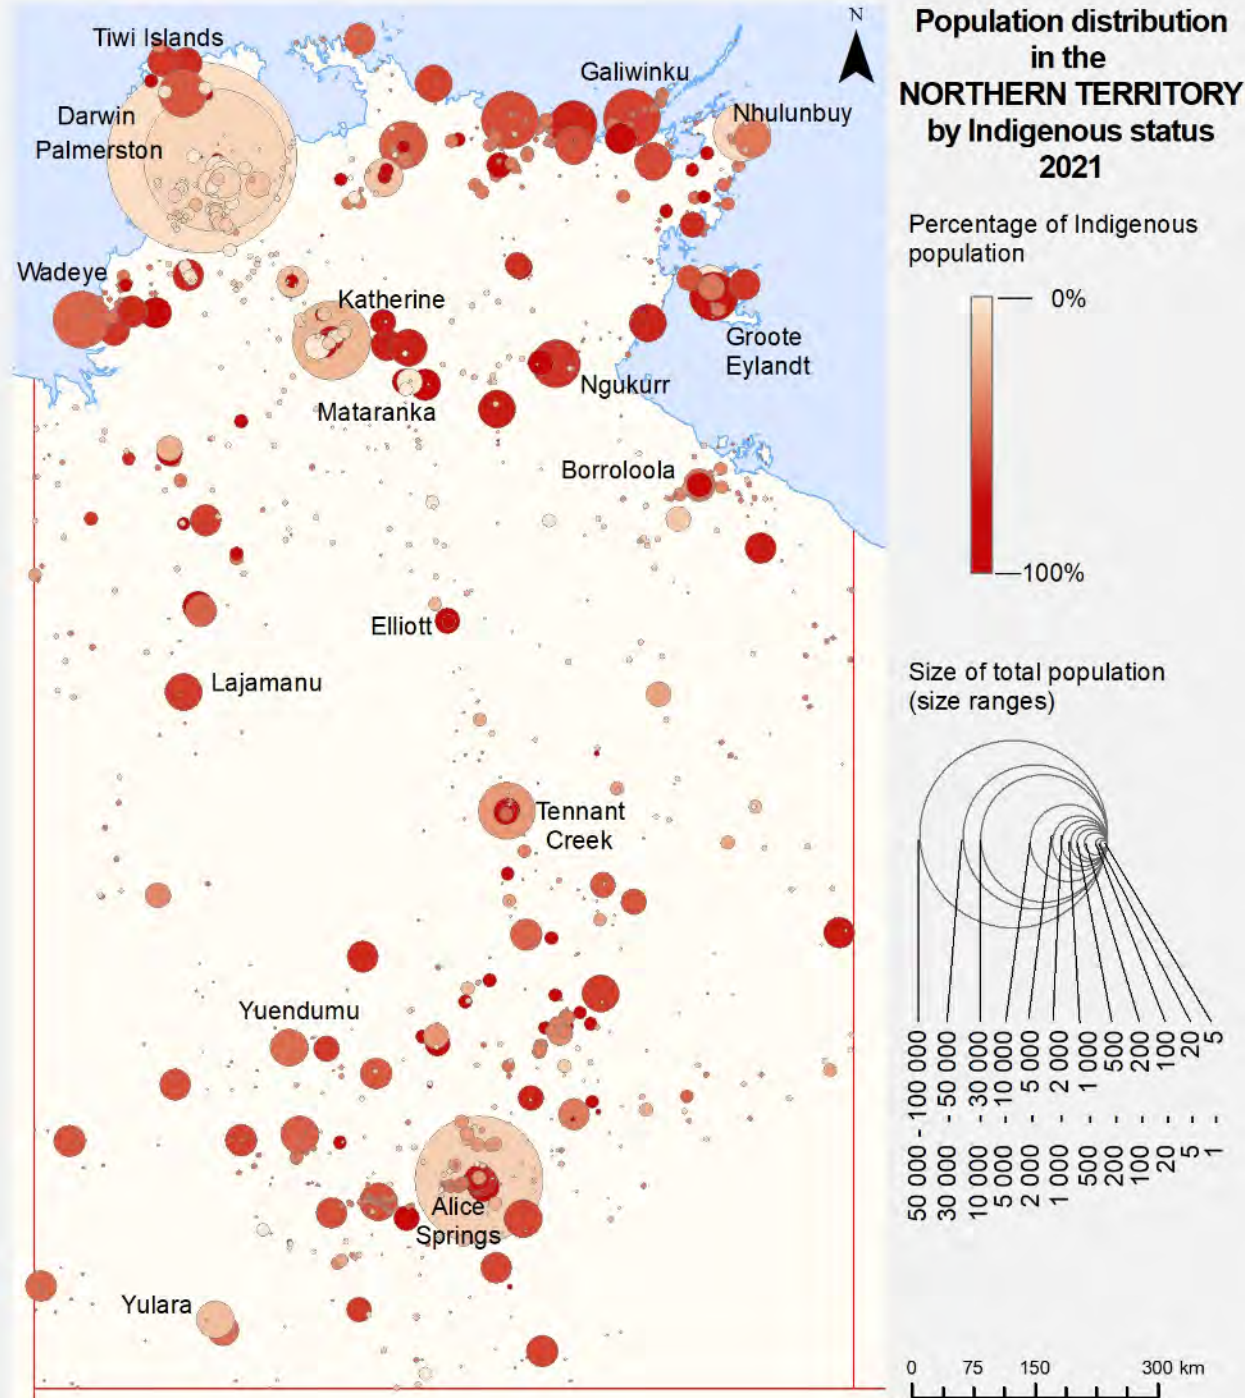 Population distribution
in the
NORTHERN TERRITORY
by Indigenous status
2021
N
Tiwi Islands
Darwin
Palmerston
Galiwinku
Nhulunbuy
Wadeye
Katherine
Groote
Eylandt
Mataranka
Ngukurr
Borroloola
Elliott
Lajamanu
Tennant
Creek
Yuendumu
Alice
Springs
Yulara
Percentage of Indigenous
population
0%
100%
Size of total population
(size ranges)
50 000 - 100 000
30 000 - 50 000
10 000 - 30 000
5 000 - 10 000
2 000 - 5 000
1 000 - 2 000
500 - 1 000
200 - 500
100 - 200
20 - 100
5 - 20
1 - 5
0 75 150 300 km